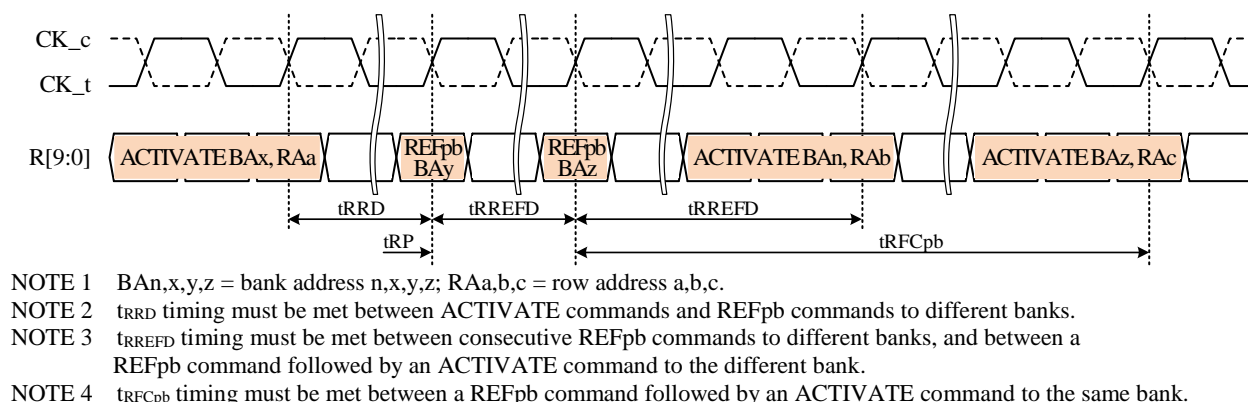 CK_c
CK_t
R[9:0] ACTIVATE BAx, RAa REFpb BAy REFpb BAz ACTIVATE BAn, RAb ACTIVATE BAz, RAc
tRRD tRREFD tRREFD
tRP tRFCpb
NOTE 1 BAn,x,y,z = bank address n,x,y,z; RAa,b,c = row address a,b,c.
NOTE 2 tRRD timing must be met between ACTIVATE commands and REFpb commands to different banks.
NOTE 3 tRREFD timing must be met between consecutive REFpb commands to different banks, and between a
REFpb command followed by an ACTIVATE command to the different bank.
NOTE 4 tRFCpb timing must be met between a REFpb command followed by an ACTIVATE command to the same bank.